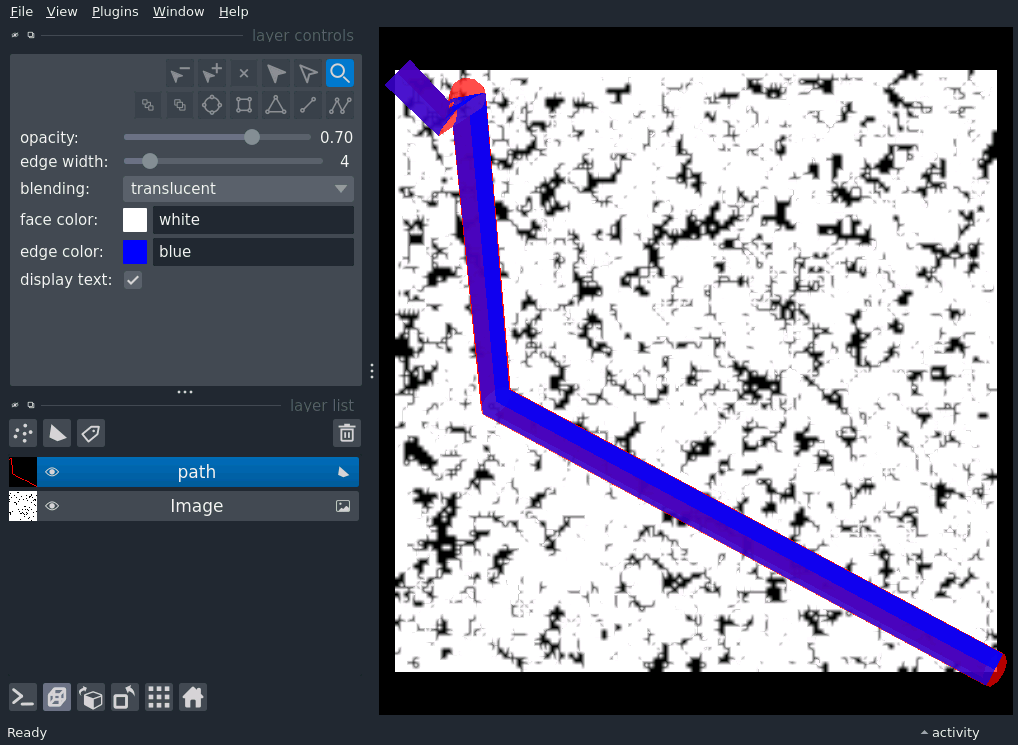 File View Plugins Window Help
layer controls
opacity: 0.70
edge width: 4
blending: translucent
face color: white
edge color: blue
display text:
layer list
path
Image
Ready
activity